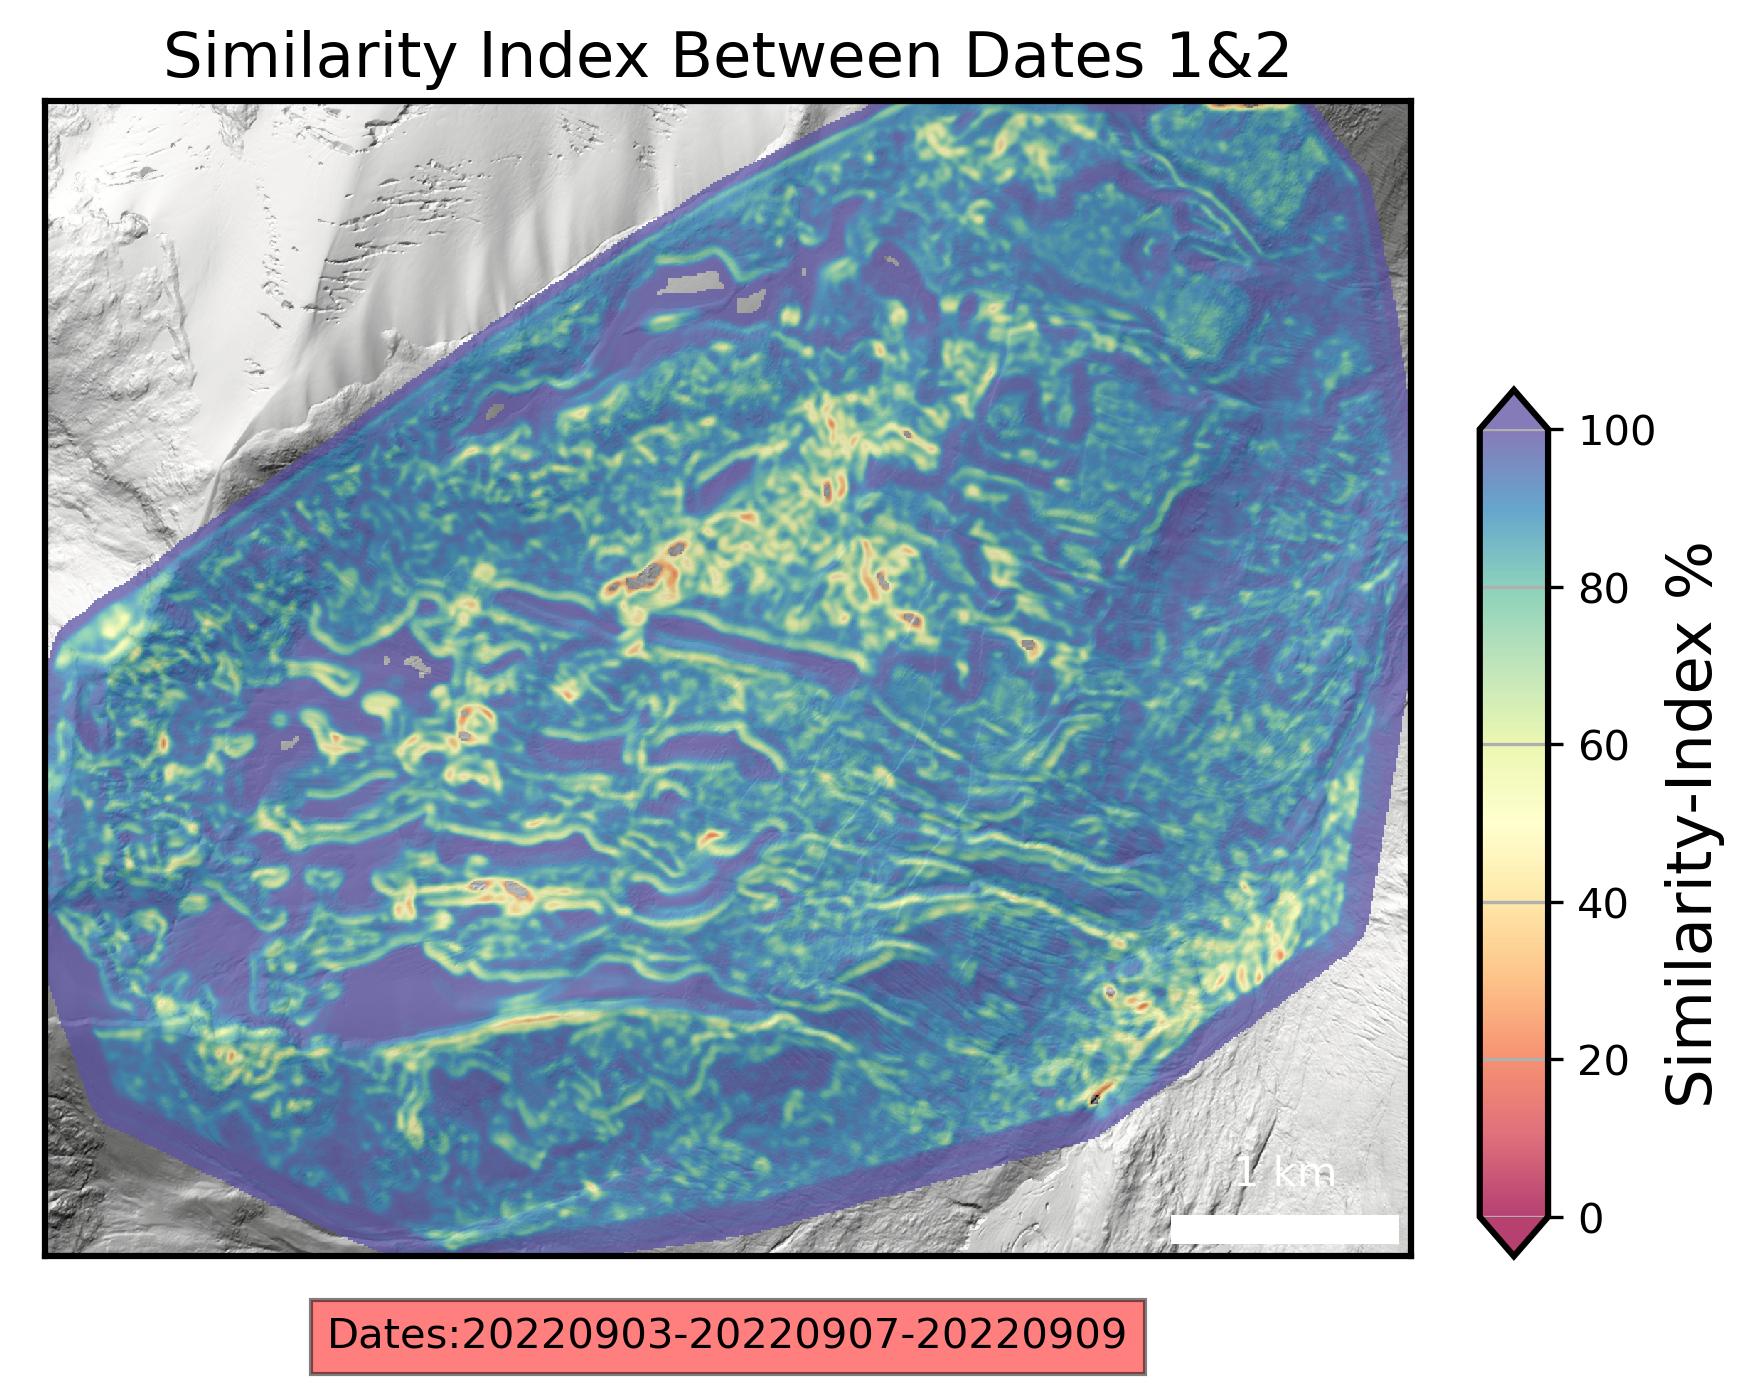 Similarity Index Between Dates 1&2
100
80
60
40
20
0
Similarity-Index %
1 km
Dates:20220903-20220907-20220909